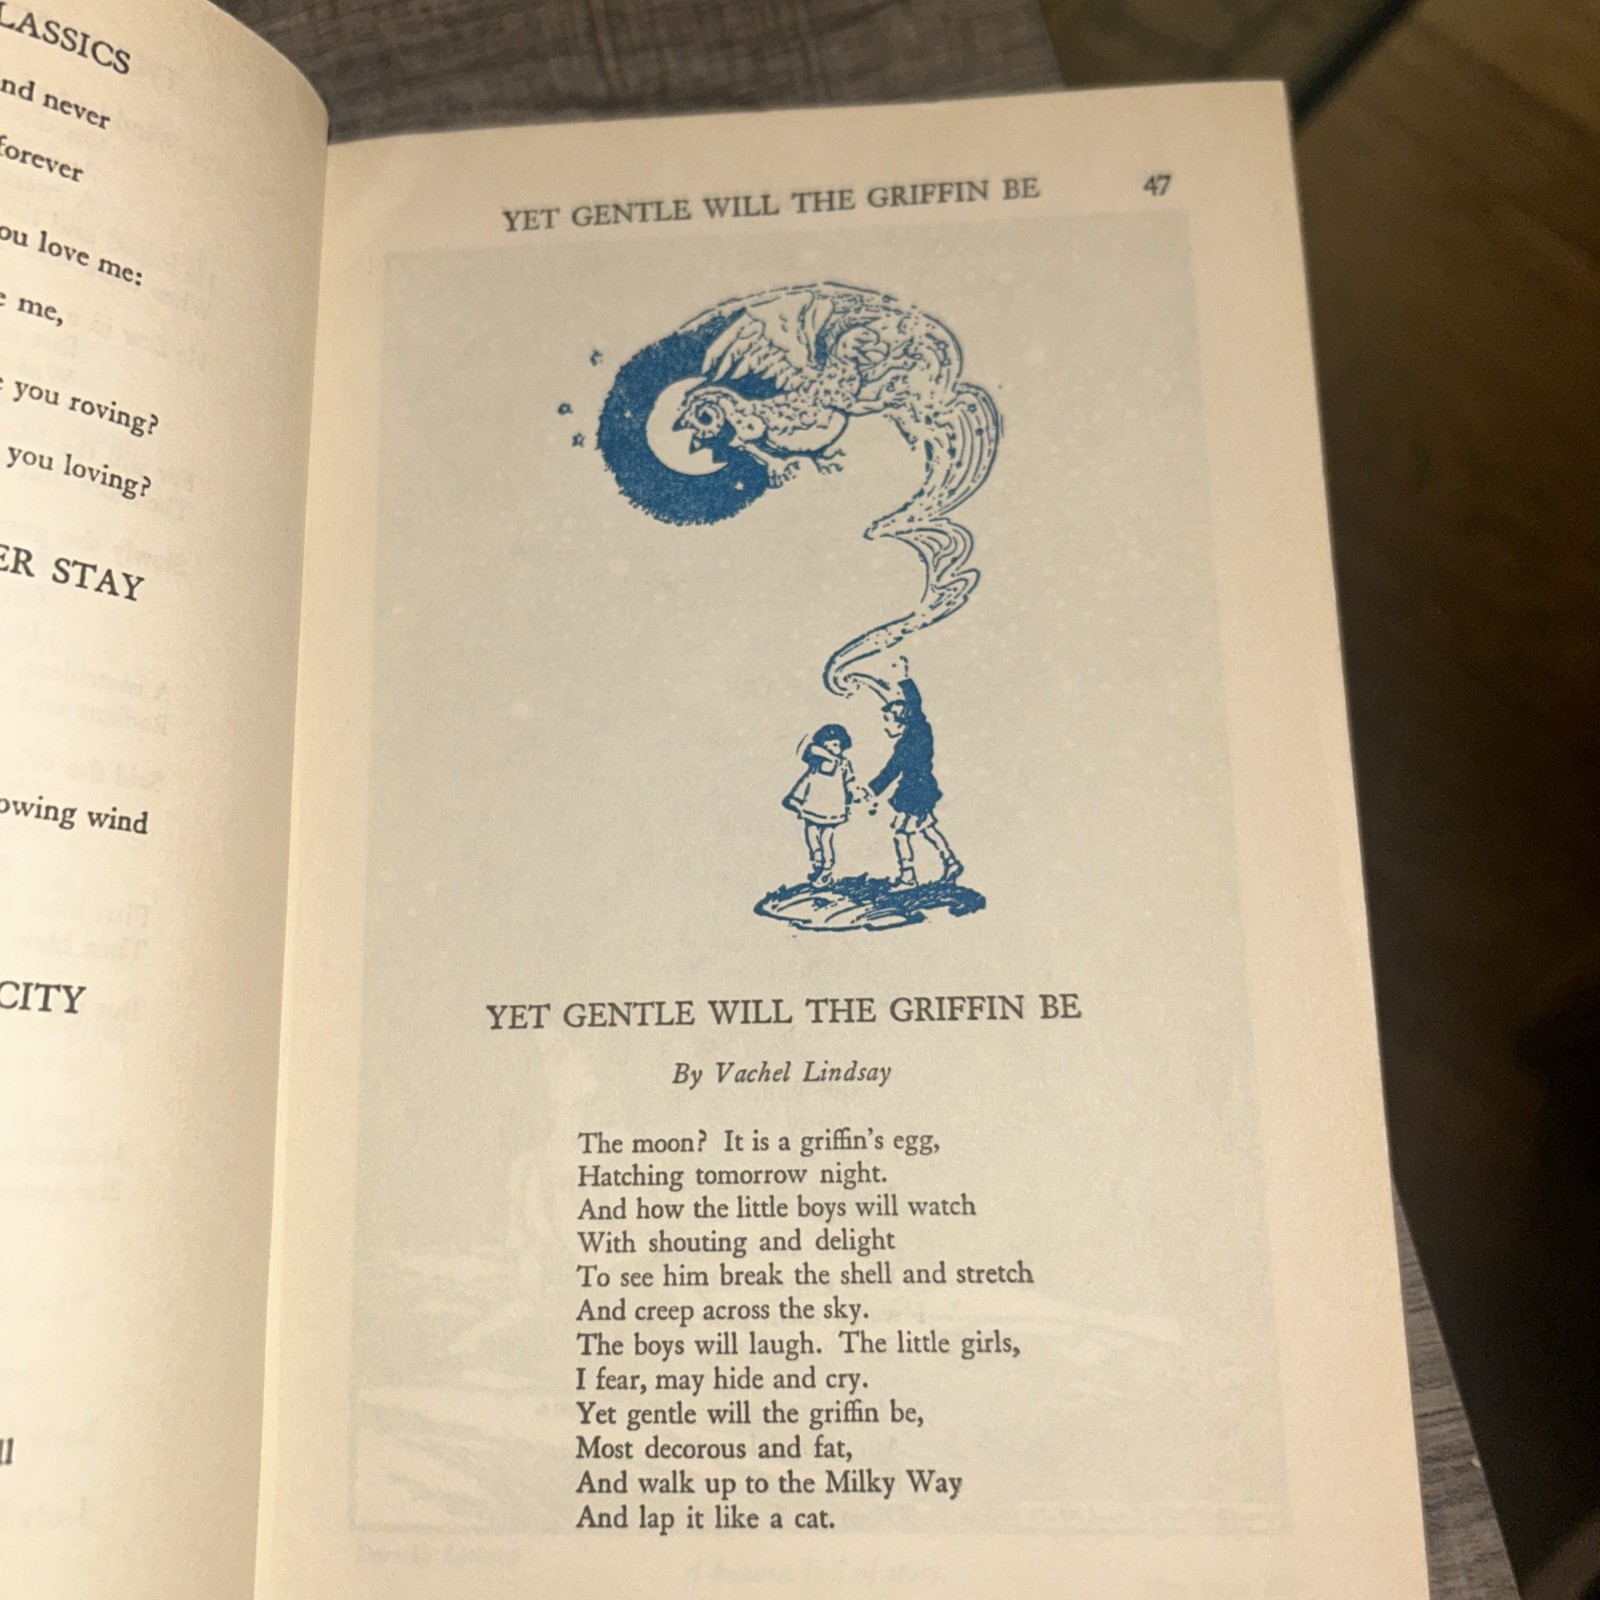 LASSICS
nd never
forever
ou love me:
e me,
you roving?
you loving?
ER STAY
owing wind
CITY
ll
YET GENTLE WILL THE GRIFFIN BE 47
YET GENTLE WILL THE GRIFFIN BE
By Vachel Lindsay
The moon? It is a griffin's egg,
Hatching tomorrow night.
And how the little boys will watch
With shouting and delight
To see him break the shell and stretch
And creep across the sky.
The boys will laugh. The little girls,
I fear, may hide and cry.
Yet gentle will the griffin be,
Most decorous and fat,
And walk up to the Milky Way
And lap it like a cat.